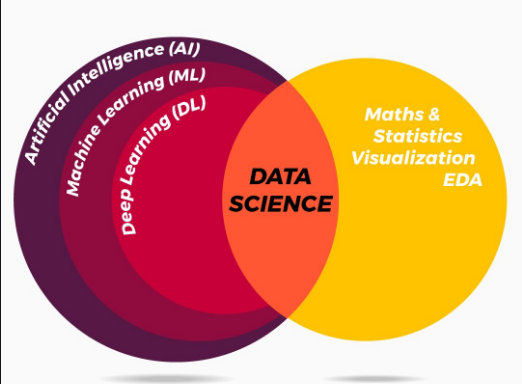 Artificial Intelligence (AI)
Machine Learning (ML)
Deep Learning (DL)
DATA
SCIENCE
Maths &
Statistics
Visualization
EDA